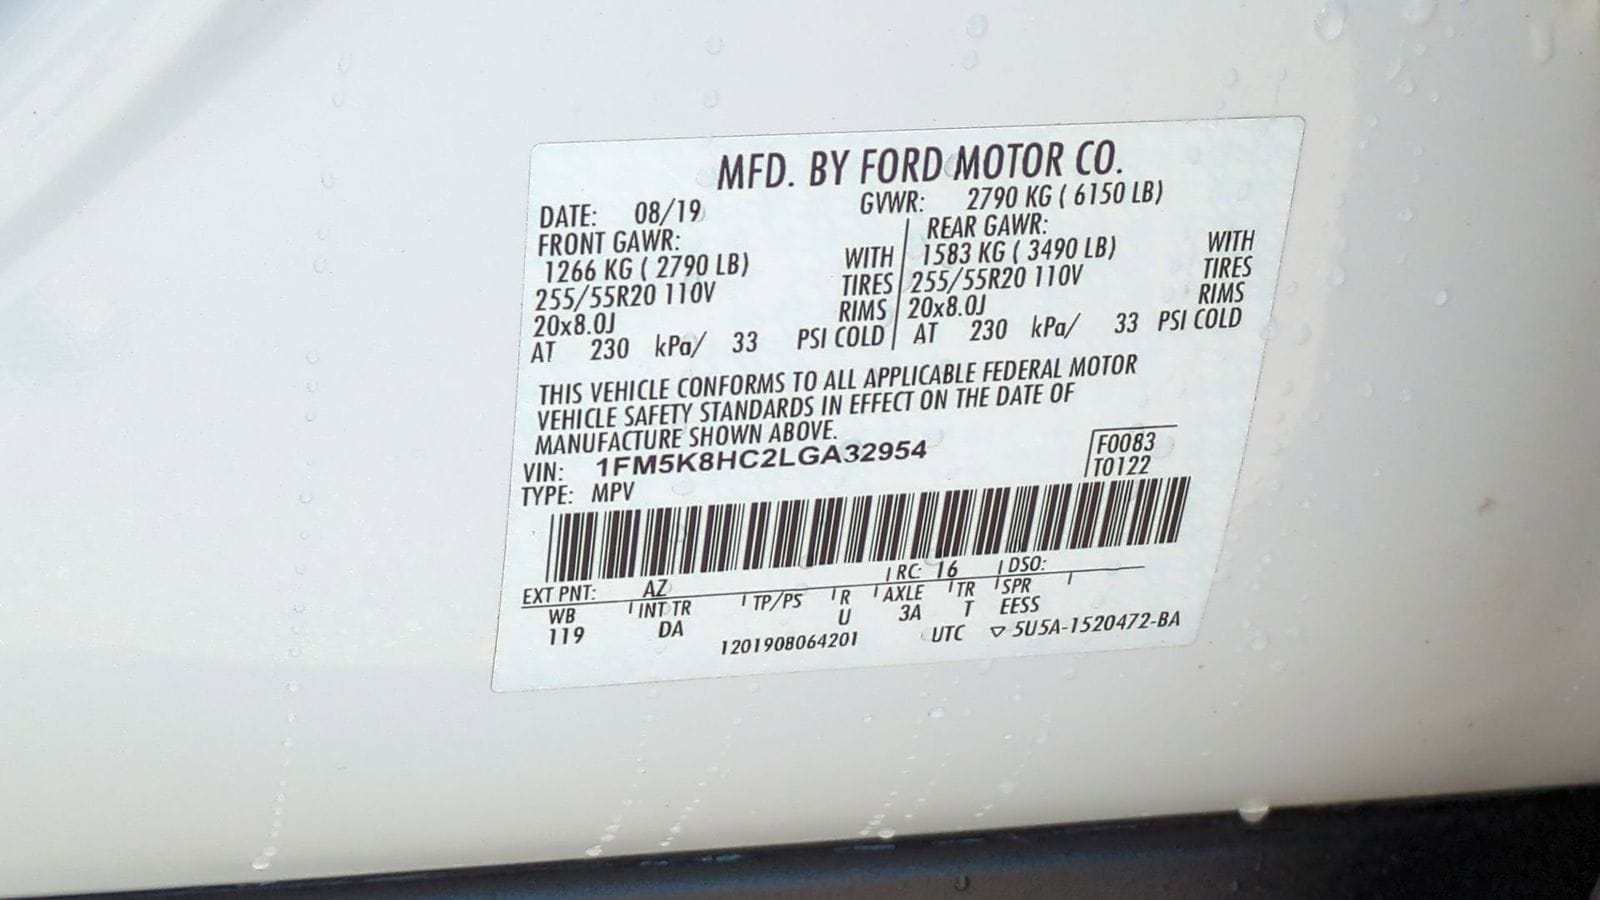 MFD. BY FORD MOTOR CO.
DATE: 08/19 GVWR: 2790 KG ( 6150 LB)
FRONT GAWR: REAR GAWR:
1266 KG ( 2790 LB) WITH 1583 KG ( 3490 LB) WITH
255/55R20 110V TIRES 255/55R20 110V TIRES
20x8.0J RIMS 20x8.0J RIMS
AT 230 kPa/ 33 PSI COLD AT 230 kPa/ 33 PSI COLD
THIS VEHICLE CONFORMS TO ALL APPLICABLE FEDERAL MOTOR
VEHICLE SAFETY STANDARDS IN EFFECT ON THE DATE OF
MANUFACTURE SHOWN ABOVE.
VIN: 1FM5K8HC2LGA32954 F0083
TYPE: MPV T0122
EXT PNT: AZ RC: 16 DSO:
WB INT TR TP/PS R AXLE TR SPR
119 DA U 3A T EESS
1201908064201 UTC ▽ 5U5A-1520472-BA